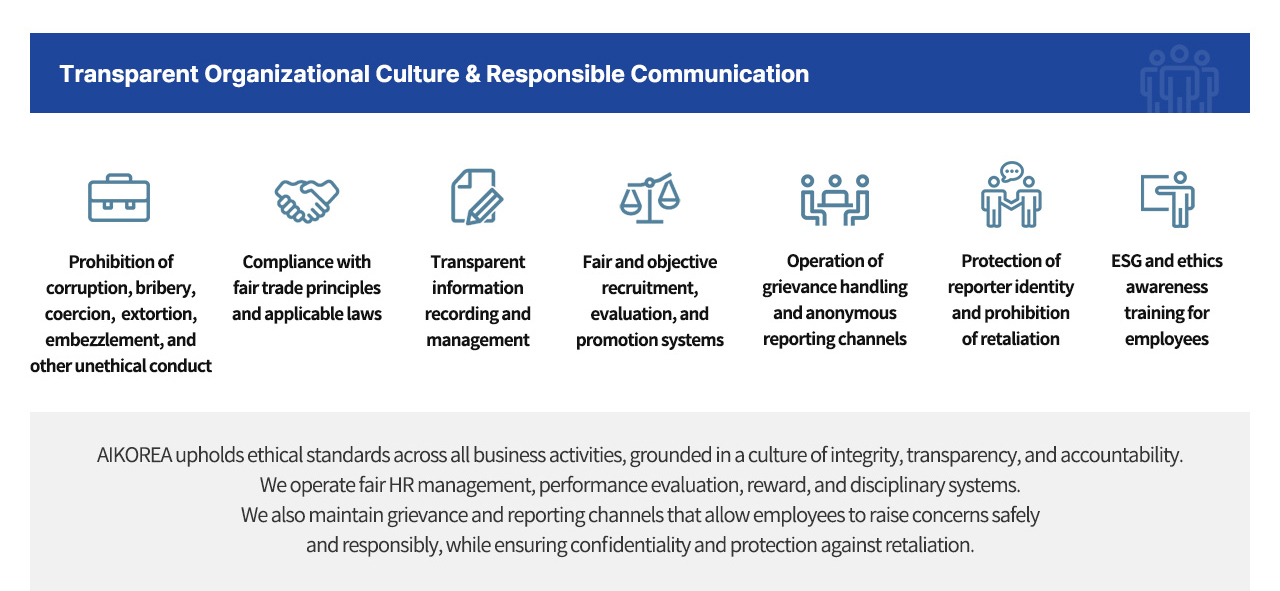 Transparent Organizational Culture & Responsible Communication
Prohibition of
corruption, bribery,
coercion, extortion,
embezzlement, and
other unethical conduct
Compliance with
fair trade principles
and applicable laws
Transparent
information
recording and
management
Fair and objective
recruitment,
evaluation, and
promotion systems
Operation of
grievance handling
and anonymous
reporting channels
Protection of
reporter identity
and prohibition
of retaliation
ESG and ethics
awareness
training for
employees
AIKOREA upholds ethical standards across all business activities, grounded in a culture of integrity, transparency, and accountability.
We operate fair HR management, performance evaluation, reward, and disciplinary systems.
We also maintain grievance and reporting channels that allow employees to raise concerns safely
and responsibly, while ensuring confidentiality and protection against retaliation.